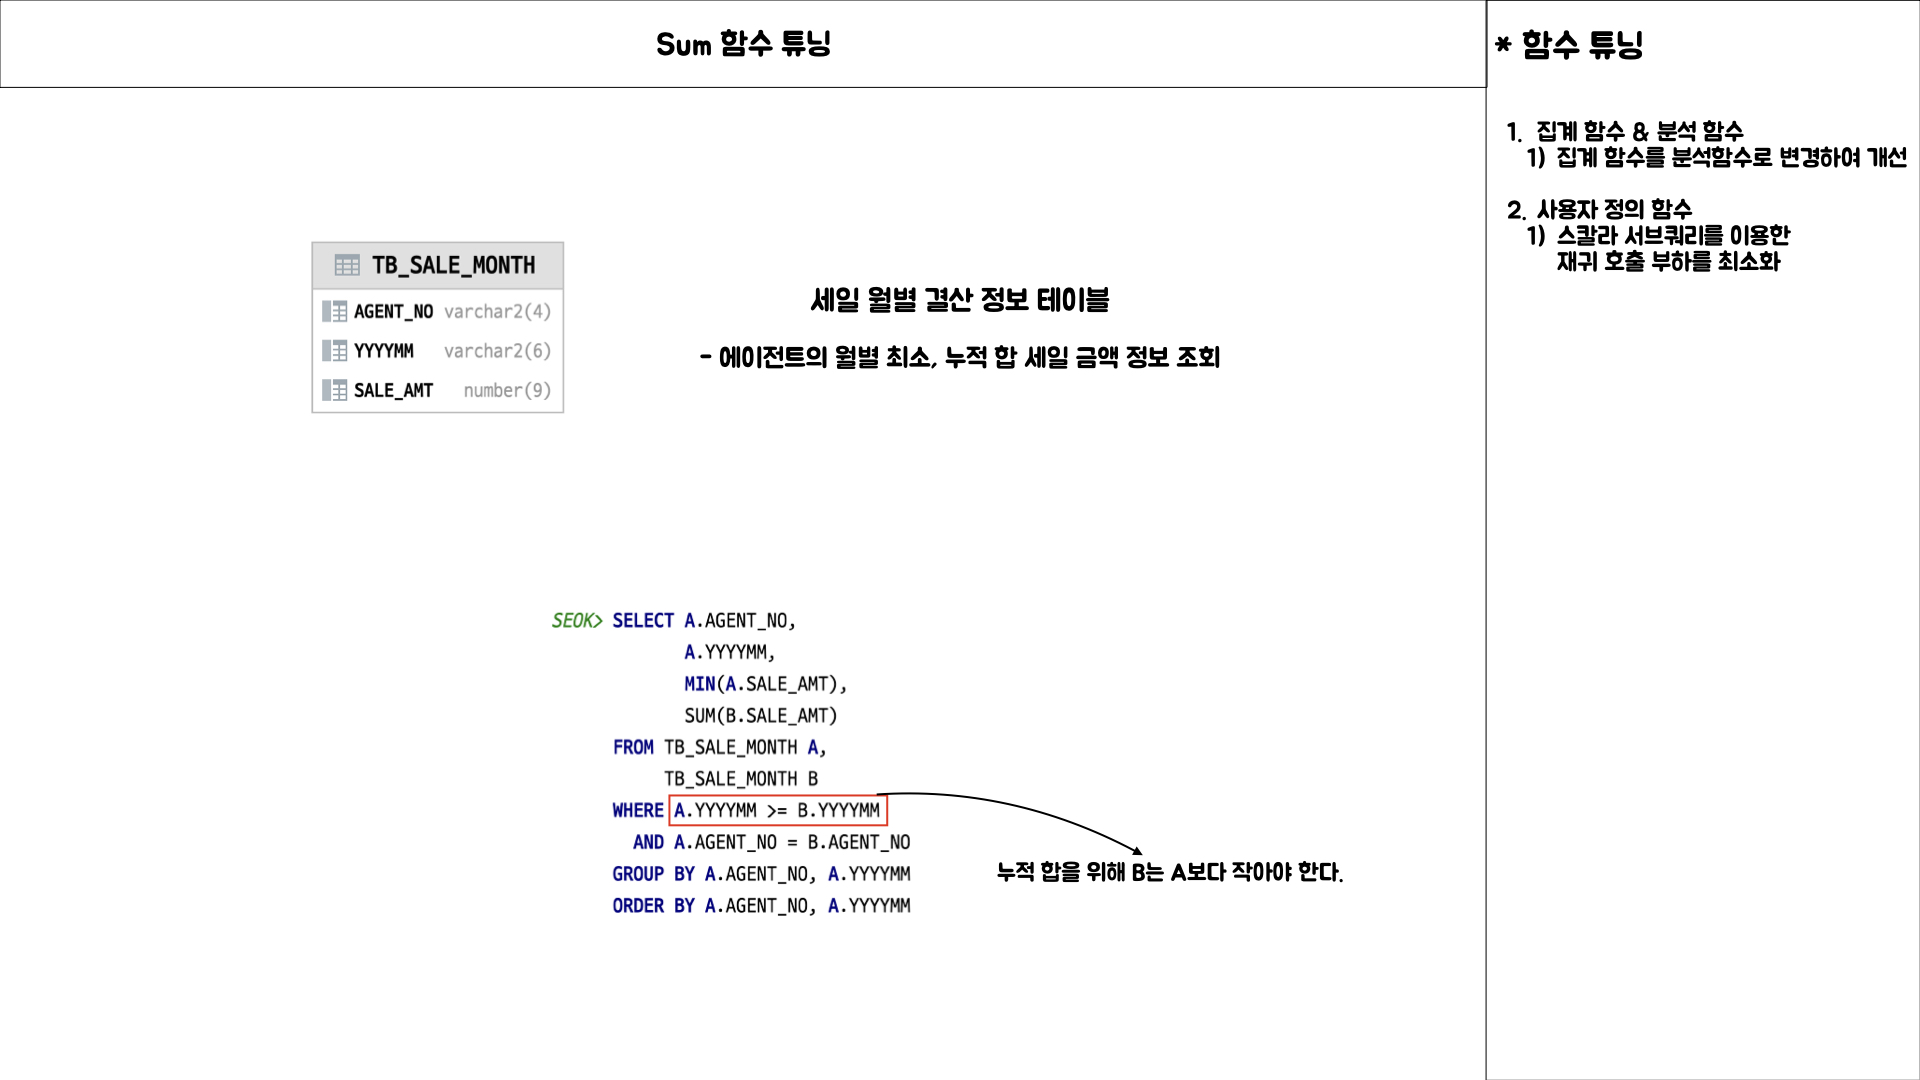 Sum 함수 튜닝
* 함수 튜닝
1. 집계 함수 & 분석 함수
1) 집계 함수를 분석함수로 변경하여 개선
2. 사용자 정의 함수
1) 스칼라 서브쿼리를 이용한
재귀 호출 부하를 최소화
TB_SALE_MONTH
AGENT_NO varchar2(4)
YYYYMM varchar2(6)
SALE_AMT number(9)
세일 월별 결산 정보 테이블
- 에이전트의 월별 최소, 누적 합 세일 금액 정보 조회
SEOK> SELECT A.AGENT_NO,
A.YYYYMM,
MIN(A.SALE_AMT),
SUM(B.SALE_AMT)
FROM TB_SALE_MONTH A,
TB_SALE_MONTH B
WHERE A.YYYYMM >= B.YYYYMM
AND A.AGENT_NO = B.AGENT_NO
GROUP BY A.AGENT_NO, A.YYYYMM
ORDER BY A.AGENT_NO, A.YYYYMM
누적 합을 위해 B는 A보다 작아야 한다.